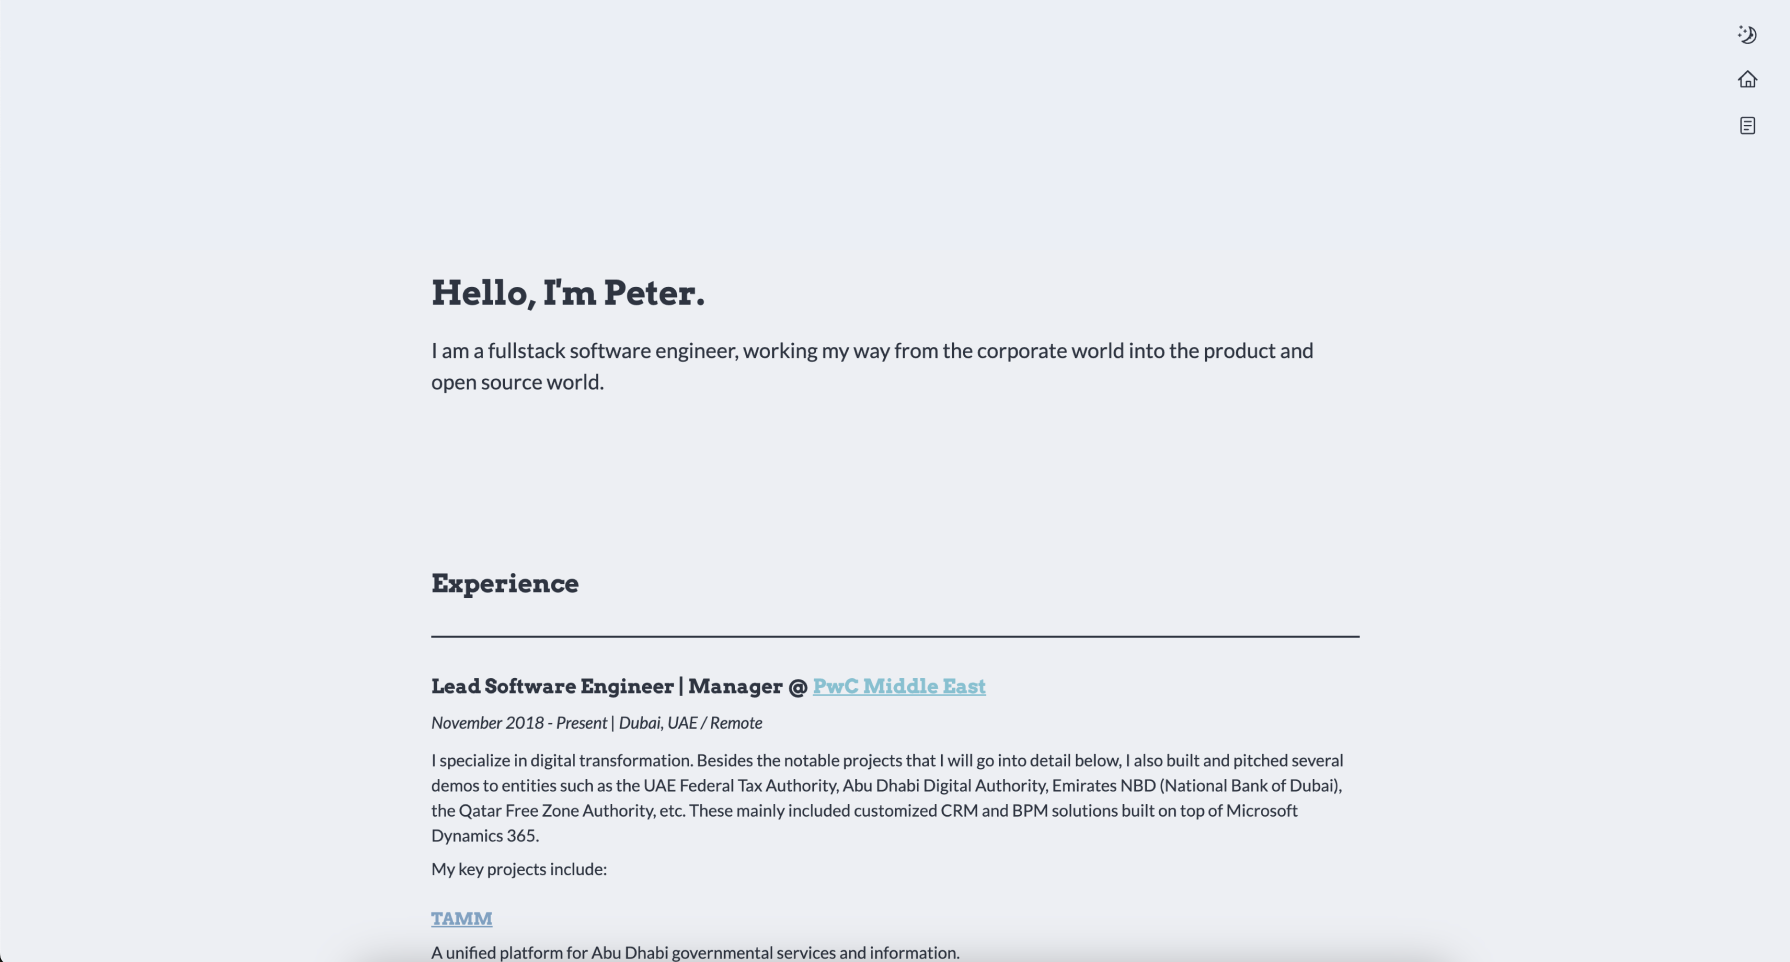 Hello, I'm Peter.
I am a fullstack software engineer, working my way from the corporate world into the product and
open source world.
Experience
Lead Software Engineer | Manager @ PwC Middle East
November 2018 - Present | Dubai, UAE / Remote
I specialize in digital transformation. Besides the notable projects that I will go into detail below, I also built and pitched several
demos to entities such as the UAE Federal Tax Authority, Abu Dhabi Digital Authority, Emirates NBD (National Bank of Dubai),
the Qatar Free Zone Authority, etc. These mainly included customized CRM and BPM solutions built on top of Microsoft
Dynamics 365.
My key projects include:
TAMM
A unified platform for Abu Dhabi governmental services and information.